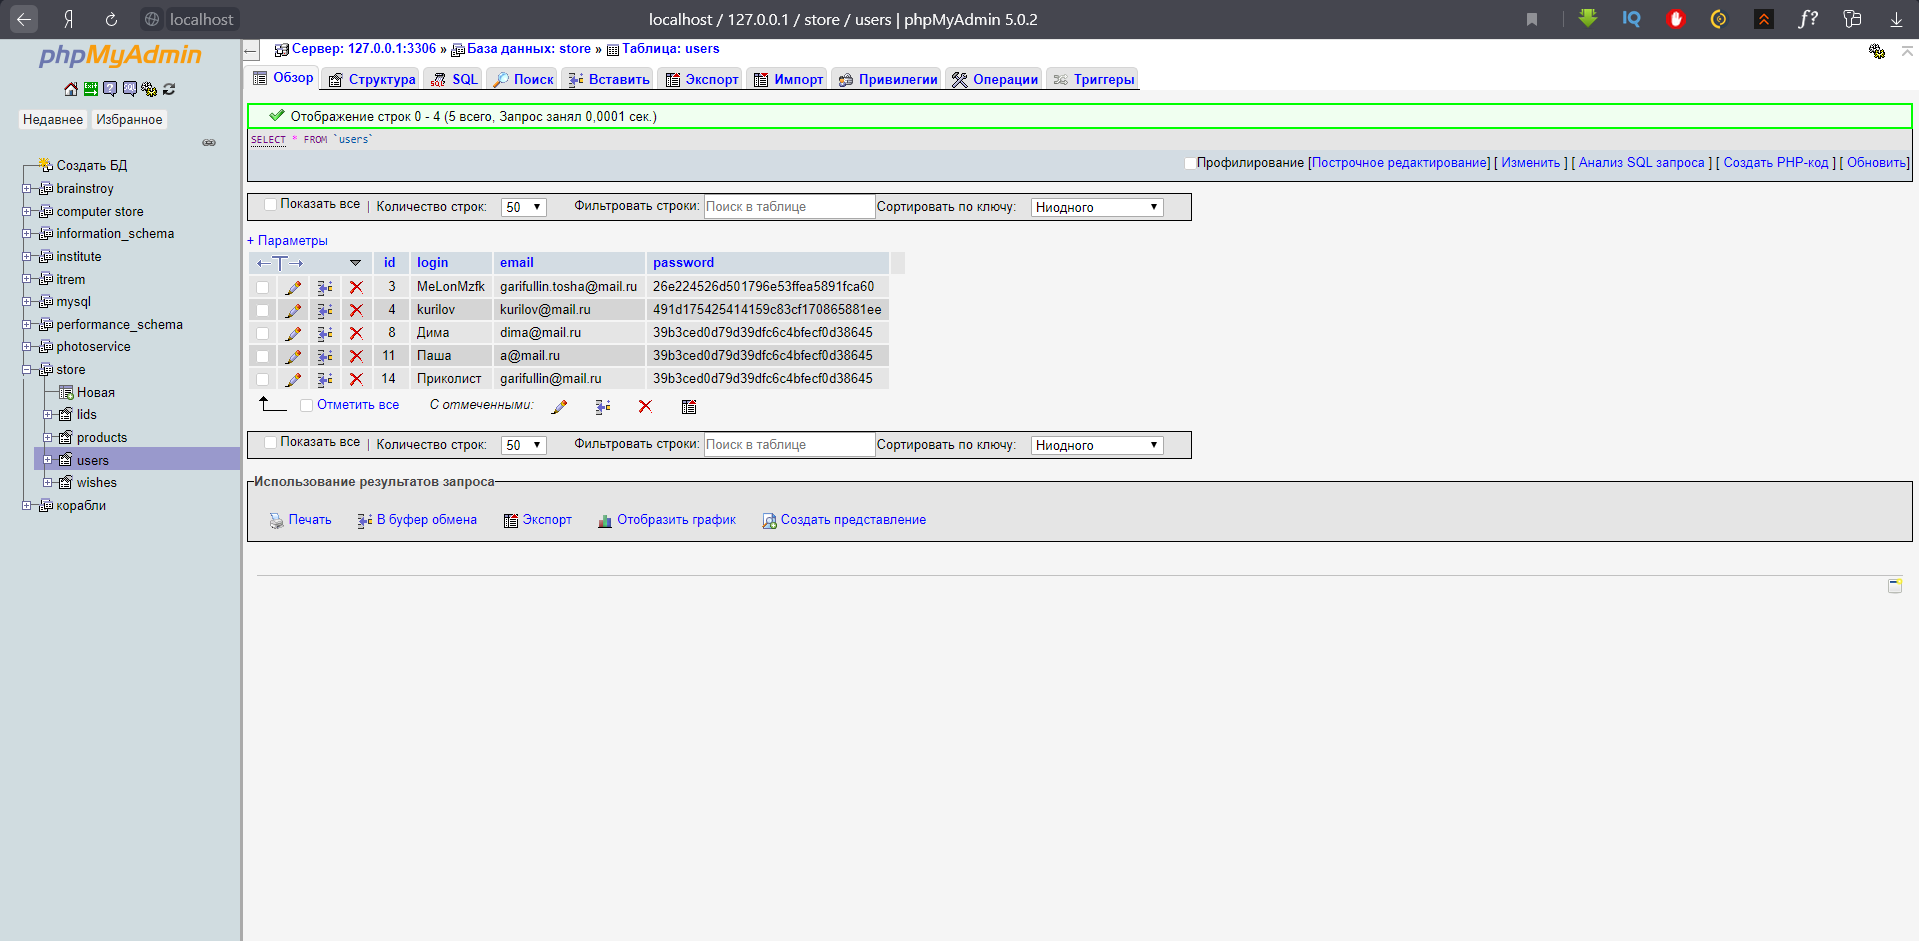 localhost
localhost / 127.0.0.1 / store / users | phpMyAdmin 5.0.2
IQ
f?
phpMyAdmin
Недавнее Избранное
Создать БД
brainstroy
computer store
information_schema
institute
itrem
mysql
performance_schema
photoservice
store
Новая
lids
products
users
wishes
корабли
Сервер: 127.0.0.1:3306 » База данных: store » Таблица: users
Обзор Структура SQL Поиск Вставить Экспорт Импорт Привилегии Операции Триггеры
Отображение строк 0 - 4 (5 всего, Запрос занял 0,0001 сек.)
SELECT * FROM `users`
Профилирование [Построчное редактирование] [ Изменить ] [ Анализ SQL запроса ] [ Создать PHP-код ] [ Обновить]
Показать все | Количество строк: 50 Фильтровать строки: Поиск в таблице Сортировать по ключу: Ниодного
+ Параметры
←T→ id login email password
3 MeLonMzfk garifullin.tosha@mail.ru 26e224526d501796e53ffea5891fca60
4 kurilov kurilov@mail.ru 491d175425414159c83cf170865881ee
8 Дима dima@mail.ru 39b3ced0d79d39dfc6c4bfecf0d38645
11 Паша a@mail.ru 39b3ced0d79d39dfc6c4bfecf0d38645
14 Приколист garifullin@mail.ru 39b3ced0d79d39dfc6c4bfecf0d38645
Отметить все С отмеченными:
Показать все | Количество строк: 50 Фильтровать строки: Поиск в таблице Сортировать по ключу: Ниодного
Использование результатов запроса
Печать В буфер обмена Экспорт Отобразить график Создать представление